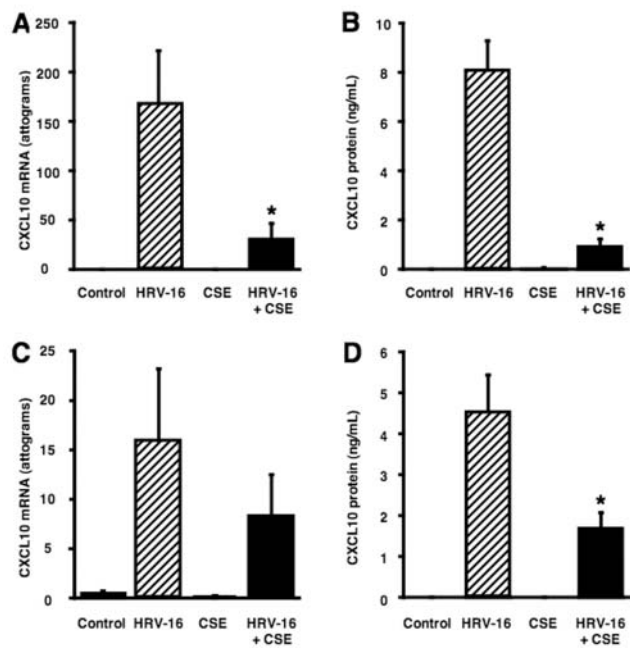 A
CXCL10 mRNA (attograms)
250
200
150
100
50
0
*
Control HRV-16 CSE HRV-16
+ CSE
B
CXCL10 protein (ng/mL)
10
8
6
4
2
0
*
Control HRV-16 CSE HRV-16
+ CSE
C
CXCL10 mRNA (attograms)
25
20
15
10
5
0
Control HRV-16 CSE HRV-16
+ CSE
D
CXCL10 protein (ng/mL)
6
5
4
3
2
1
0
*
Control HRV-16 CSE HRV-16
+ CSE